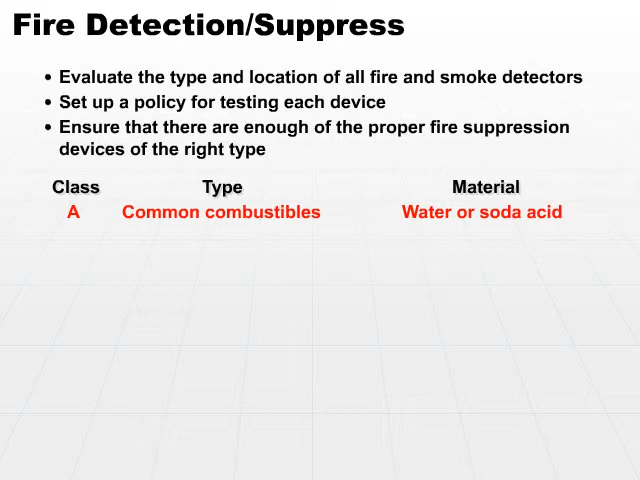 Fire Detection/Suppress
• Evaluate the type and location of all fire and smoke detectors
• Set up a policy for testing each device
• Ensure that there are enough of the proper fire suppression
devices of the right type
Class Type Material
A Common combustibles Water or soda acid